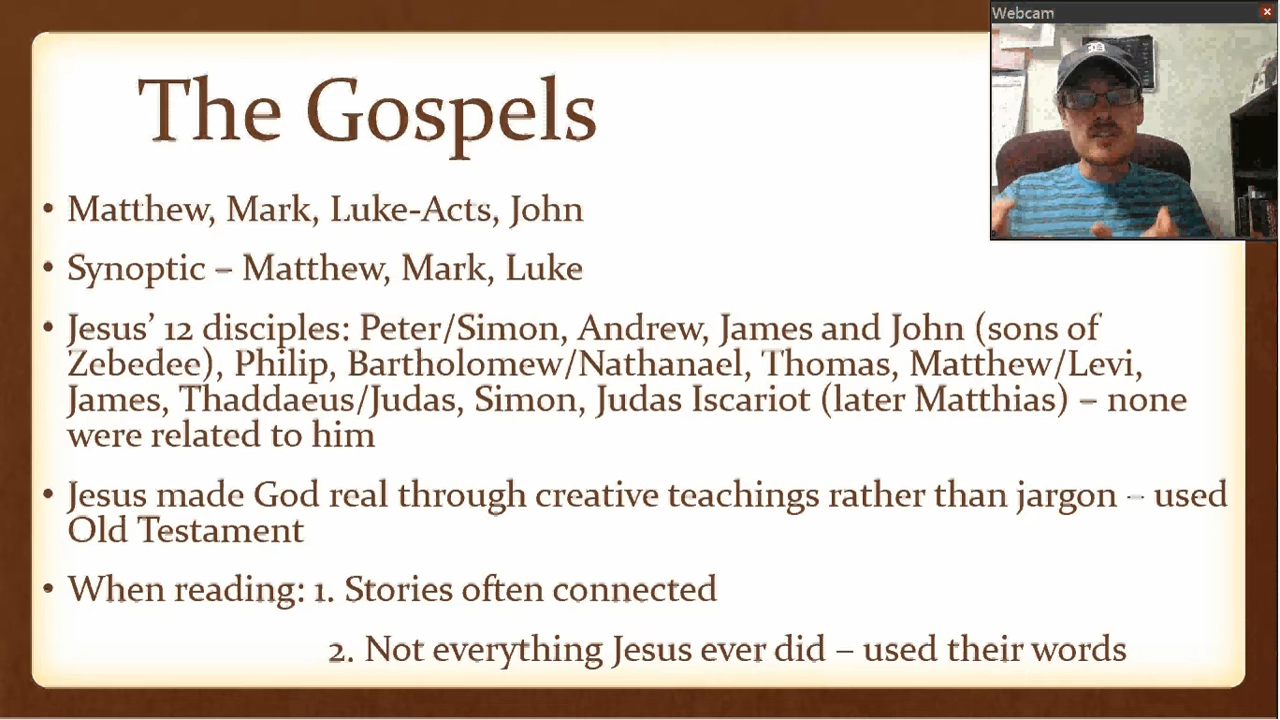 Webcam
The Gospels
• Matthew, Mark, Luke-Acts, John
• Synoptic – Matthew, Mark, Luke
• Jesus’ 12 disciples: Peter/Simon, Andrew, James and John (sons of
Zebedee), Philip, Bartholomew/Nathanael, Thomas, Matthew/Levi,
James, Thaddaeus/Judas, Simon, Judas Iscariot (later Matthias) – none
were related to him
• Jesus made God real through creative teachings rather than jargon – used
Old Testament
• When reading: 1. Stories often connected
2. Not everything Jesus ever did – used their words